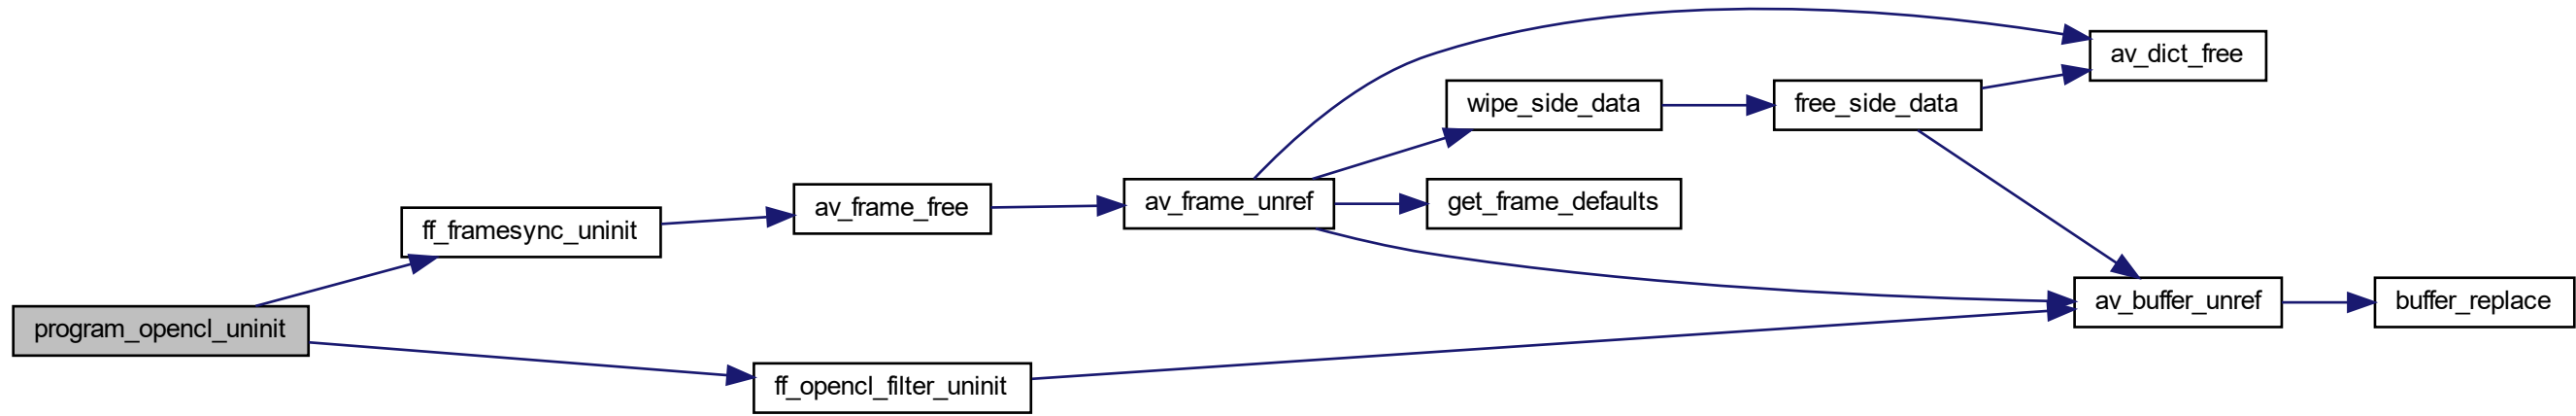 program_opencl_uninit
ff_framesync_uninit
av_frame_free
av_frame_unref
av_dict_free
wipe_side_data
free_side_data
get_frame_defaults
av_buffer_unref
buffer_replace
ff_opencl_filter_uninit